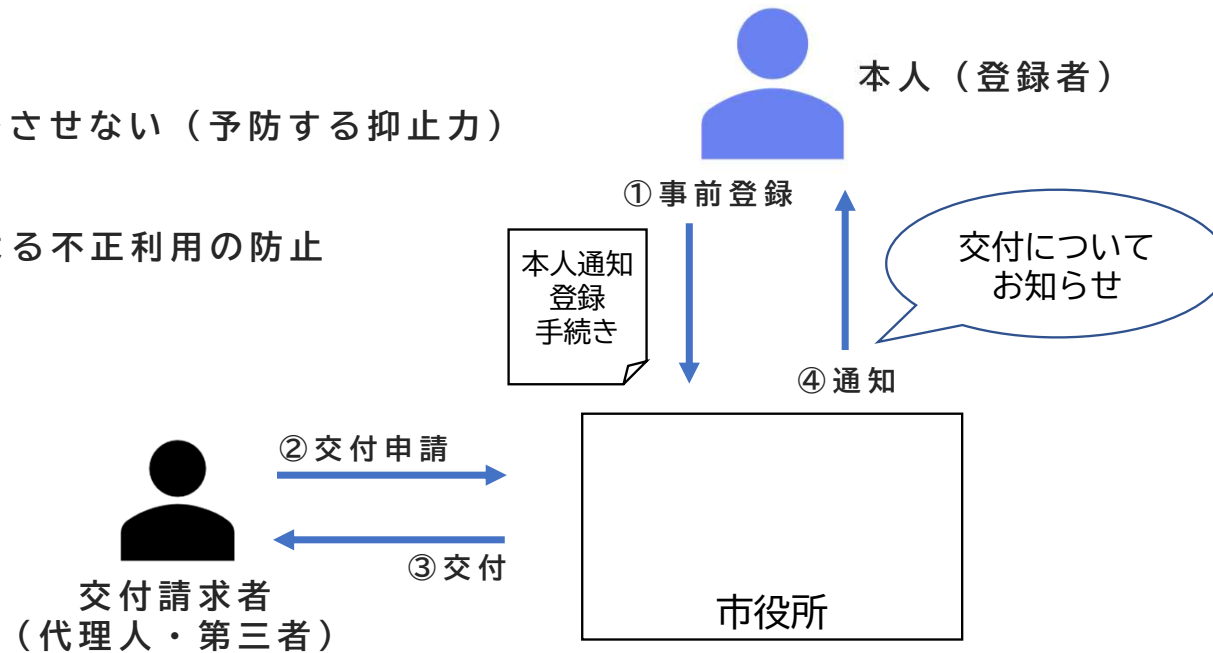 本人（登録者）
させない（予防する抑止力）
①事前登録
る不正利用の防止
本人通知
登録
手続き
交付について
お知らせ
④通知
②交付申請
③交付
交付請求者
（代理人・第三者）
市役所